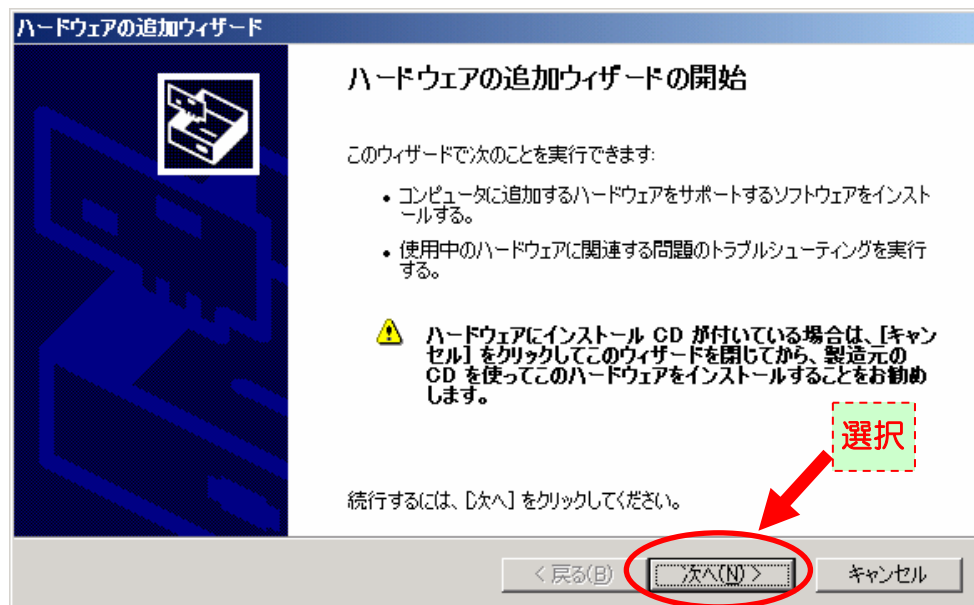 ハードウェアの追加ウィザード
ハードウェアの追加ウィザードの開始
このウィザードで次のことを実行できます:
• コンピュータに追加するハードウェアをサポートするソフトウェアをインスト
ールする。
• 使用中のハードウェアに関連する問題のトラブルシューティングを実行
する。
ハードウェアにインストール CD が付いている場合は、[キャン
セル] をクリックしてこのウィザードを閉じてから、製造元の
CD を使ってこのハードウェアをインストールすることをお勧め
します。
選択
続行するには、[次へ] をクリックしてください。
< 戻る(B)
次へ(N) >
キャンセル